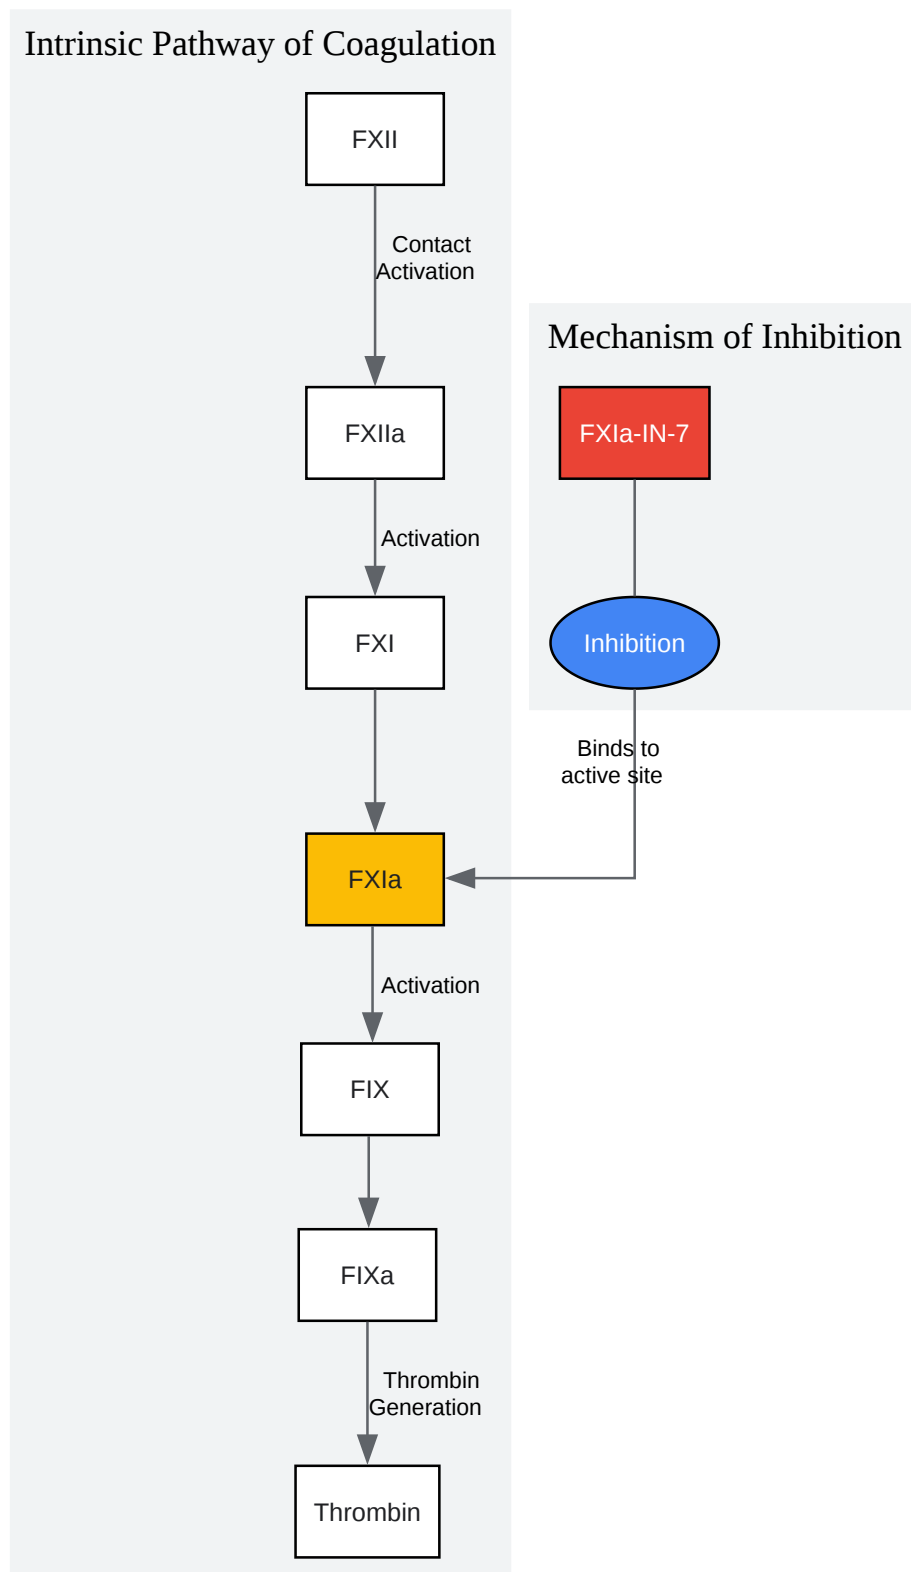 Intrinsic Pathway of Coagulation
FXII
Contact
Activation
Mechanism of Inhibition
FXIIa
FXIa-IN-7
Activation
FXI
Inhibition
Binds to
active site
FXIa
Activation
FIX
FIXa
Thrombin
Generation
Thrombin